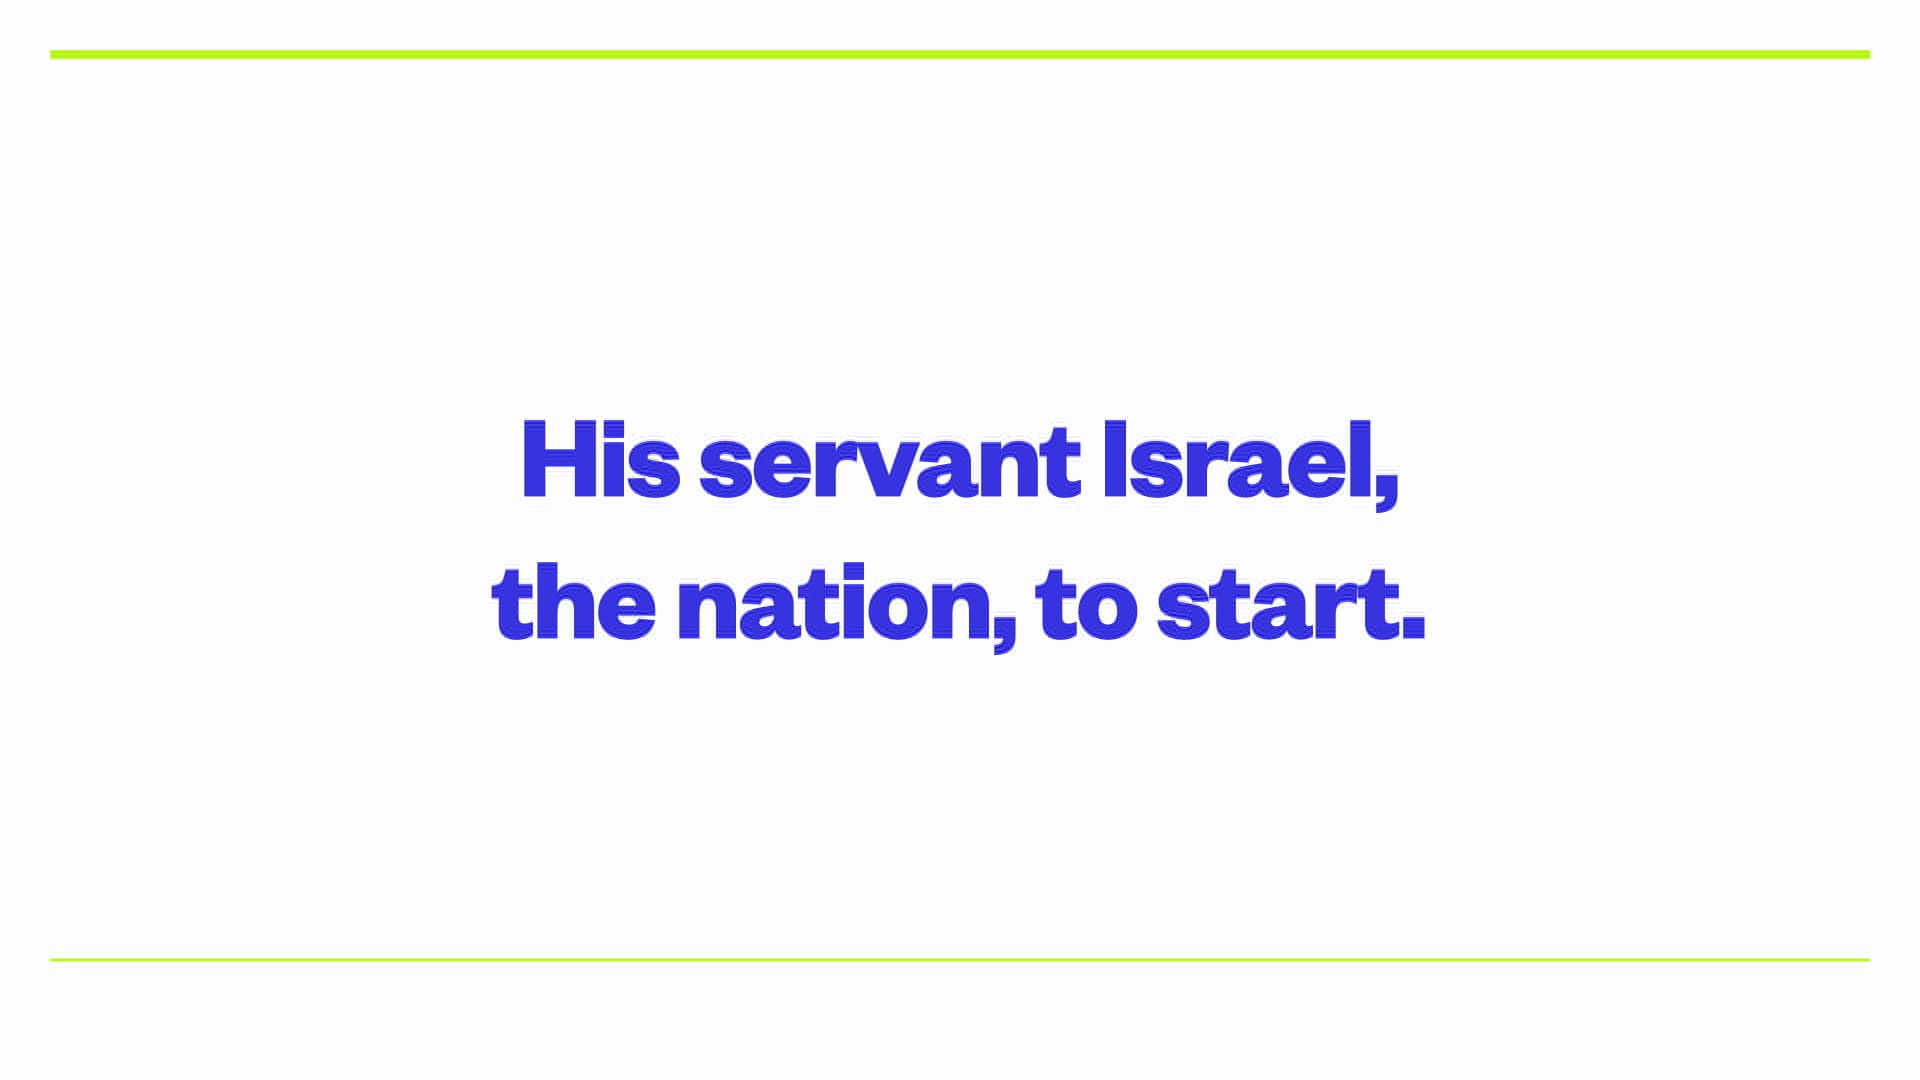 His servant Israel,
the nation, to start.